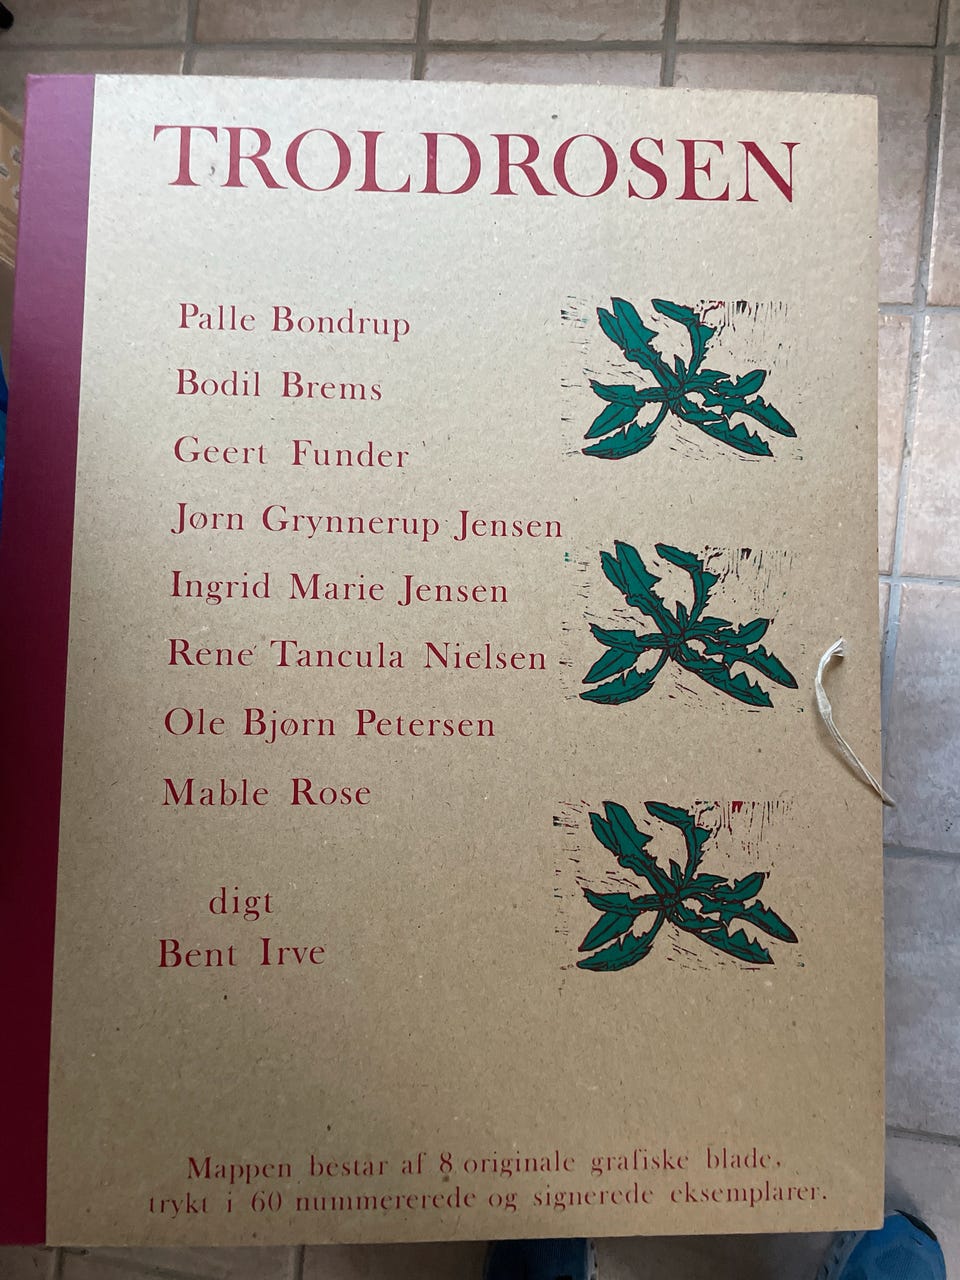 TROLDROSEN
Palle Bondrup
Bodil Brems
Geert Funder
Jørn Grynnerup Jensen
Ingrid Marie Jensen
René Tancula Nielsen
Ole Bjørn Petersen
Mable Rose
digt
Bent Irve
Mappen består af 8 originale grafiske blade,
trykt i 60 nummererede og signerede eksemplarer.